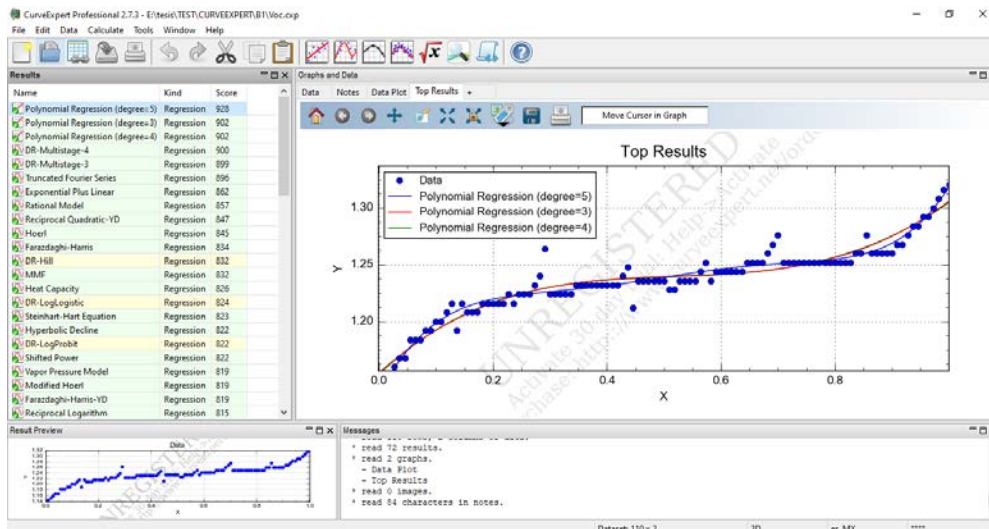 CurveExpert Professional 2.7.3 - E:\tesis\TEST\CURVEEXPERT\B1\Voc.cxp
File Edit Data Calculate Tools Window Help
Results
Graphs and Data
Name Kind Score
Data Notes Data Plot Top Results +
Polynomial Regression (degree=5) Regression 928
Polynomial Regression (degree=3) Regression 902
Polynomial Regression (degree=4) Regression 902
DR-Multistage-4 Regression 900
DR-Multistage-3 Regression 899
Truncated Fourier Series Regression 896
Exponential Plus Linear Regression 862
Rational Model Regression 857
Reciprocal Quadratic-YD Regression 847
Hoerl Regression 845
Farazdaghi-Harris Regression 834
DR-Hill Regression 832
MMF Regression 832
Heat Capacity Regression 826
DR-LogLogistic Regression 824
Steinhart-Hart Equation Regression 823
Hyperbolic Decline Regression 822
DR-LogProbit Regression 822
Shifted Power Regression 822
Vapor Pressure Model Regression 819
Modified Hoerl Regression 819
Farazdaghi-Harris-YD Regression 819
Reciprocal Logarithm Regression 815
Move Cursor in Graph
Top Results
Data
Polynomial Regression (degree=5)
Polynomial Regression (degree=3)
Polynomial Regression (degree=4)
1.30
1.25
1.20
Y
0.0 0.2 0.4 0.6 0.8
X
UNREGISTERED
Activate 30-day
Help > Activate
Result Preview
Data
Messages
* read 72 results.
* read 2 graphs.
- Data Plot
- Top Results
* read 0 images.
* read 84 characters in notes.